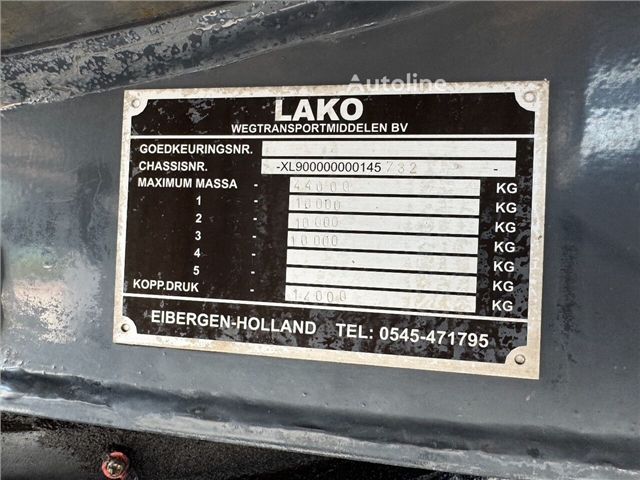 Autoline
LAKO
WEGTRANSPORTMIDDELEN BV
GOEDKEURINGSNR.
CHASSISNR. -XL900000000145732 -
MAXIMUM MASSA - 44000 KG
1 - 10000 KG
2 - 10000 KG
3 - 10000 KG
4 - KG
5 - KG
KOPP.DRUK - 14000 KG
EIBERGEN-HOLLAND TEL: 0545-471795